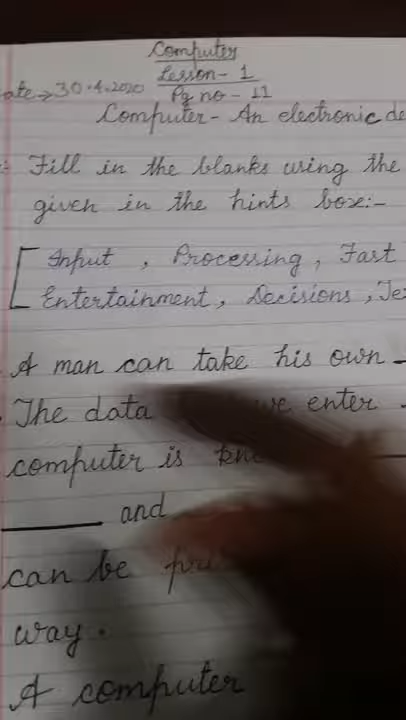 Computer
Lesson - 1
ate → 30.4.2020
Pg no - 11
Computer - An electronic de
:- Fill in the blanks using the
given in the hints box:-
Input , Processing , Fast
Entertainment , Decisions , Te
A man can take his own
The data we enter
computer is kn
and
can be
way.
A computer